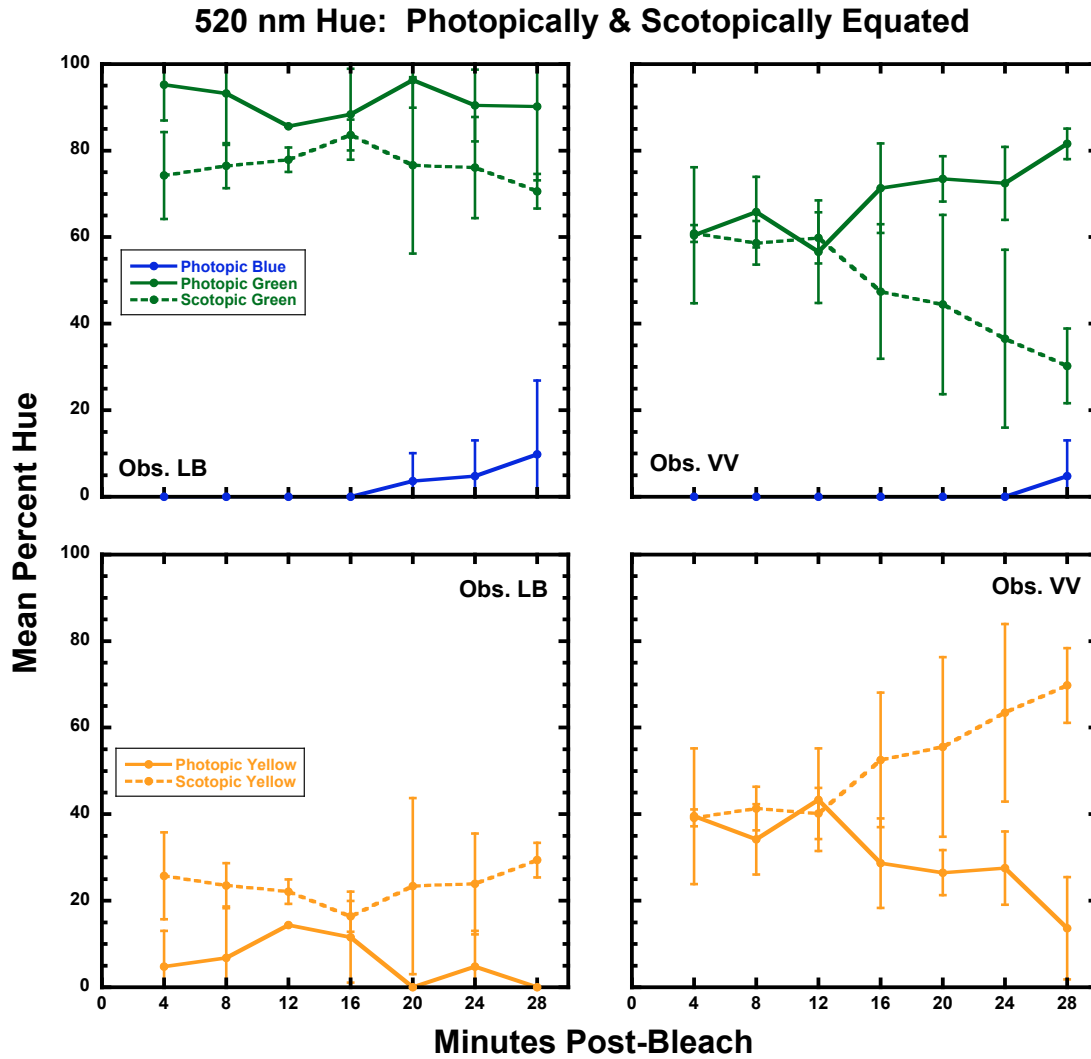 520 nm Hue: Photopically & Scotopically Equated
100
80
60
40
20
0
Photopic Blue
Photopic Green
Scotopic Green
Obs. LB
Obs. VV
Mean Percent Hue
100
80
60
40
20
0
Obs. LB
Obs. VV
Photopic Yellow
Scotopic Yellow
0 4 8 12 16 20 24 28
0 4 8 12 16 20 24 28
Minutes Post-Bleach